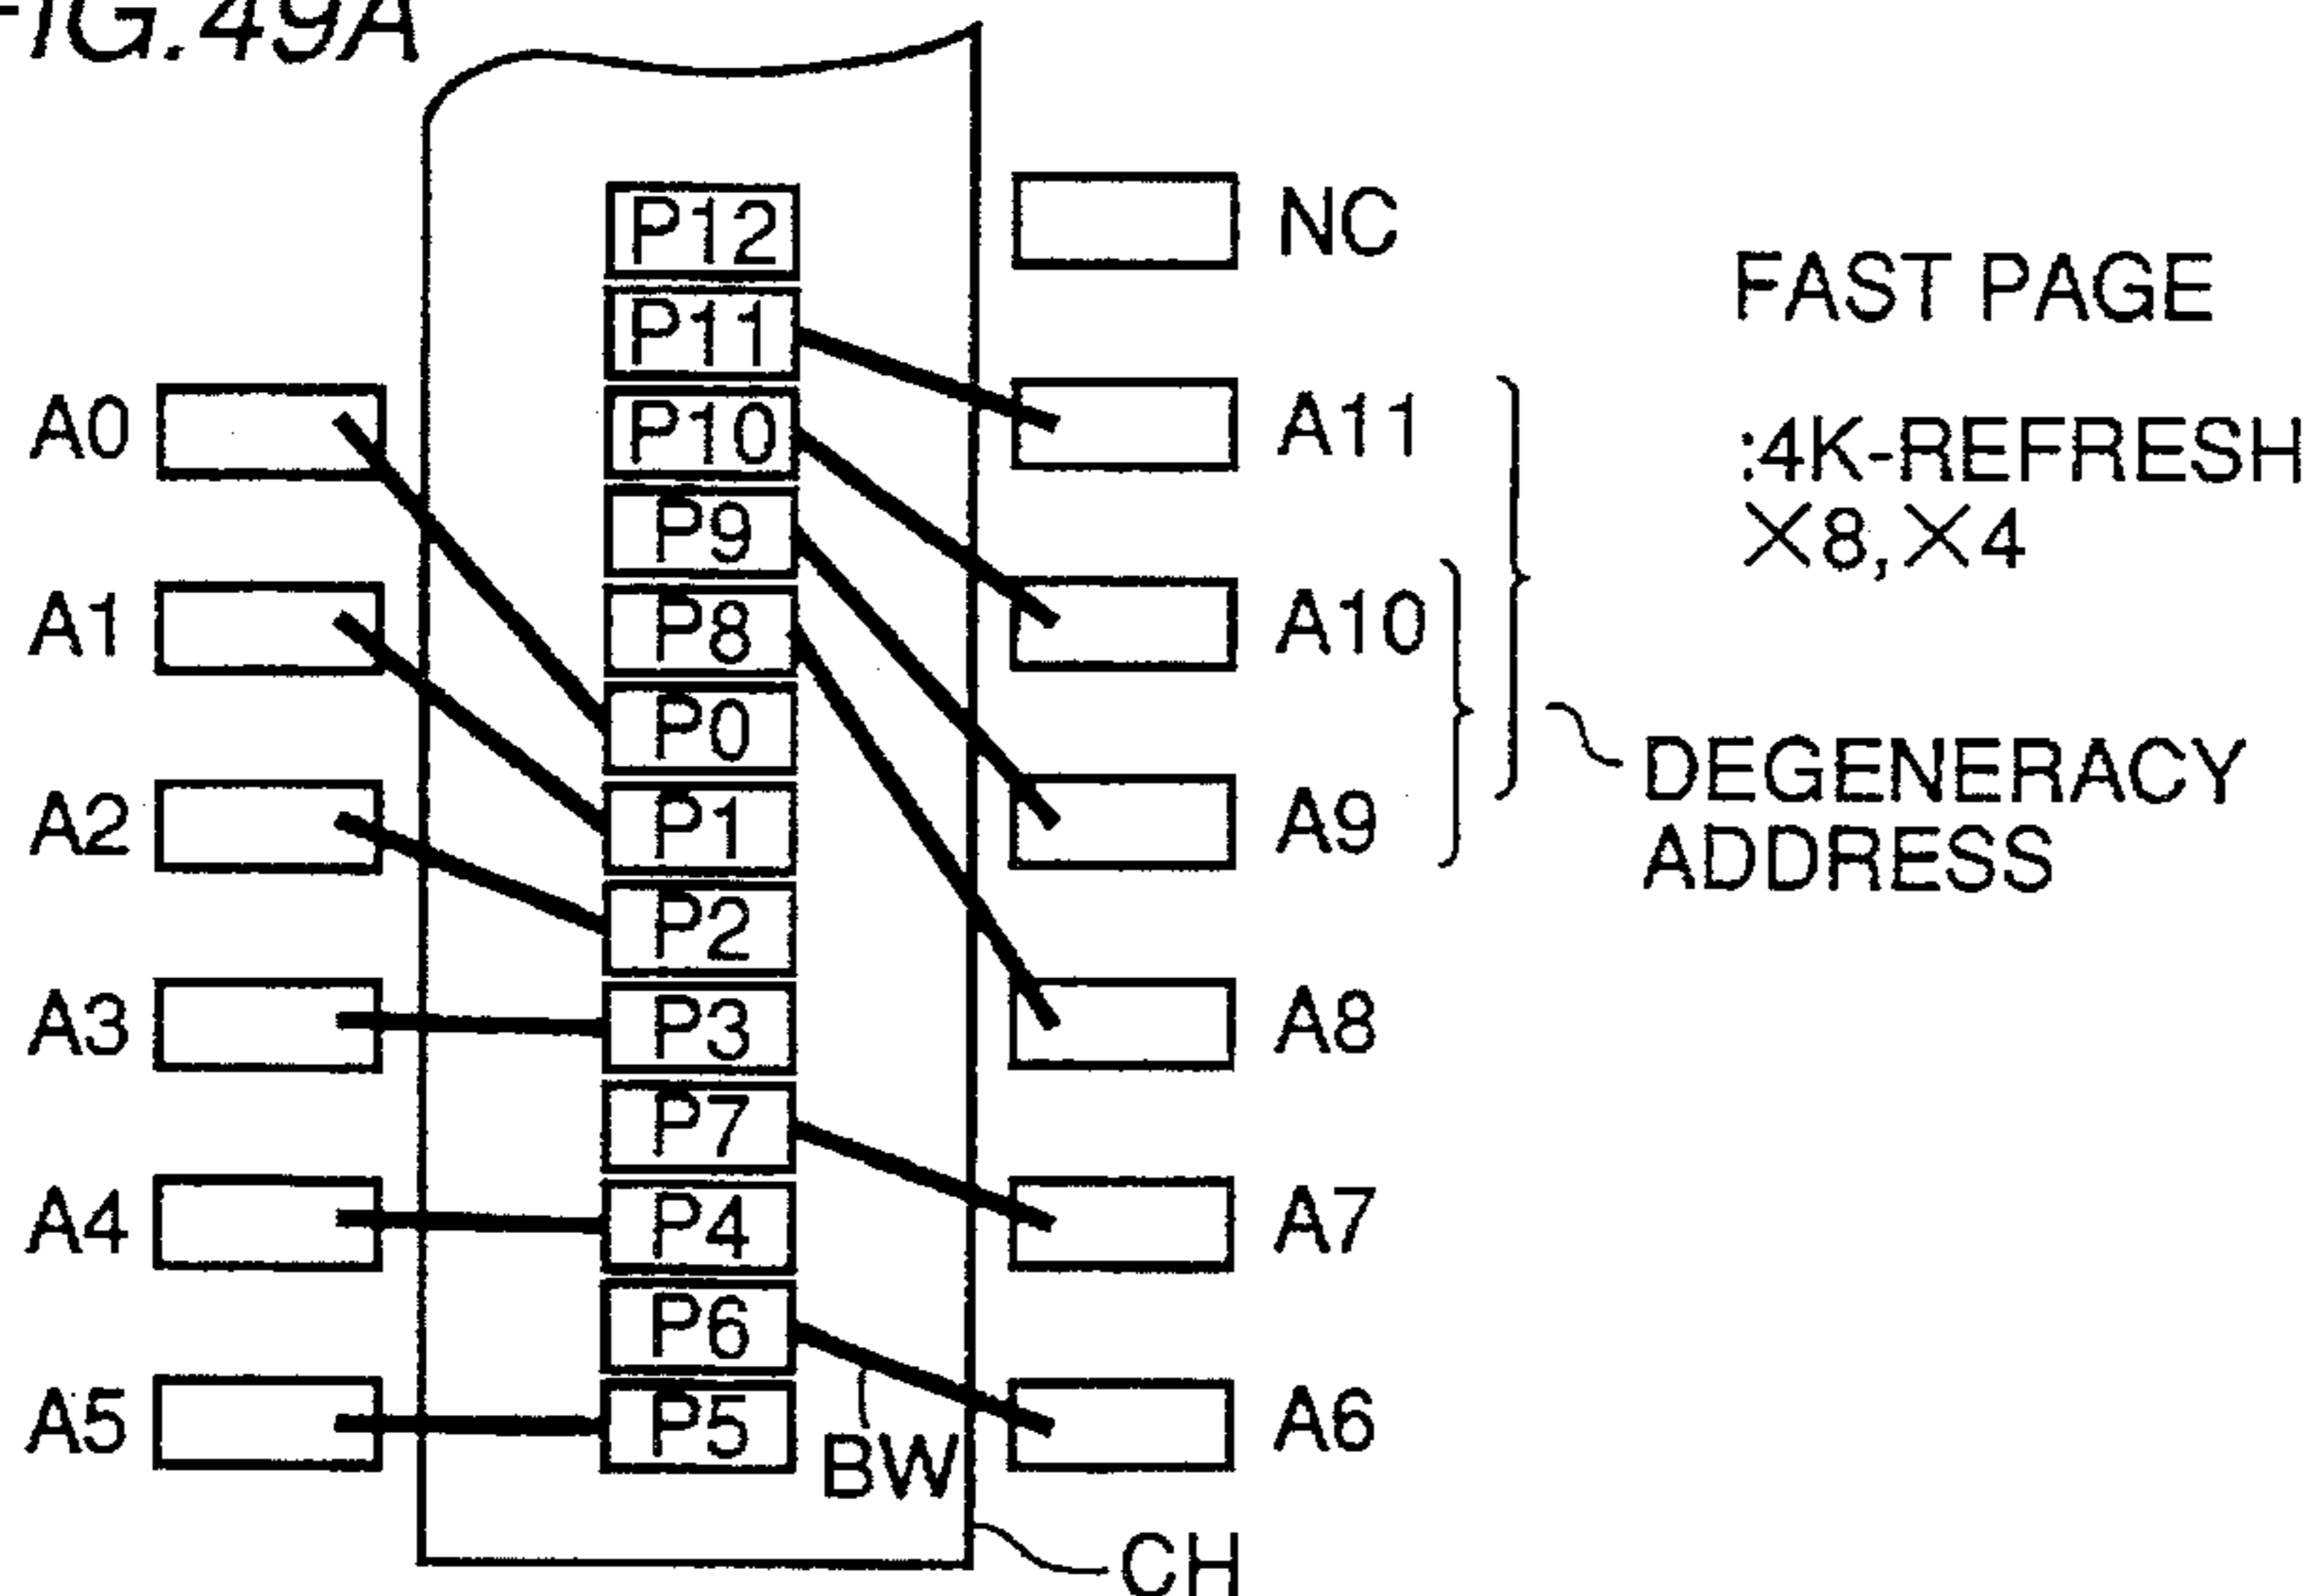 FIG.49A
P12
NC
P11
A11
P10
A0
P9
P8
A10
A1
P0
P1
A9
A2
P2
P3
A8
A3
P7
P4
A7
A4
P6
P5
A6
A5
BW
CH
FAST PAGE
:4K-REFRESH
×8,×4
DEGENERACY
ADDRESS